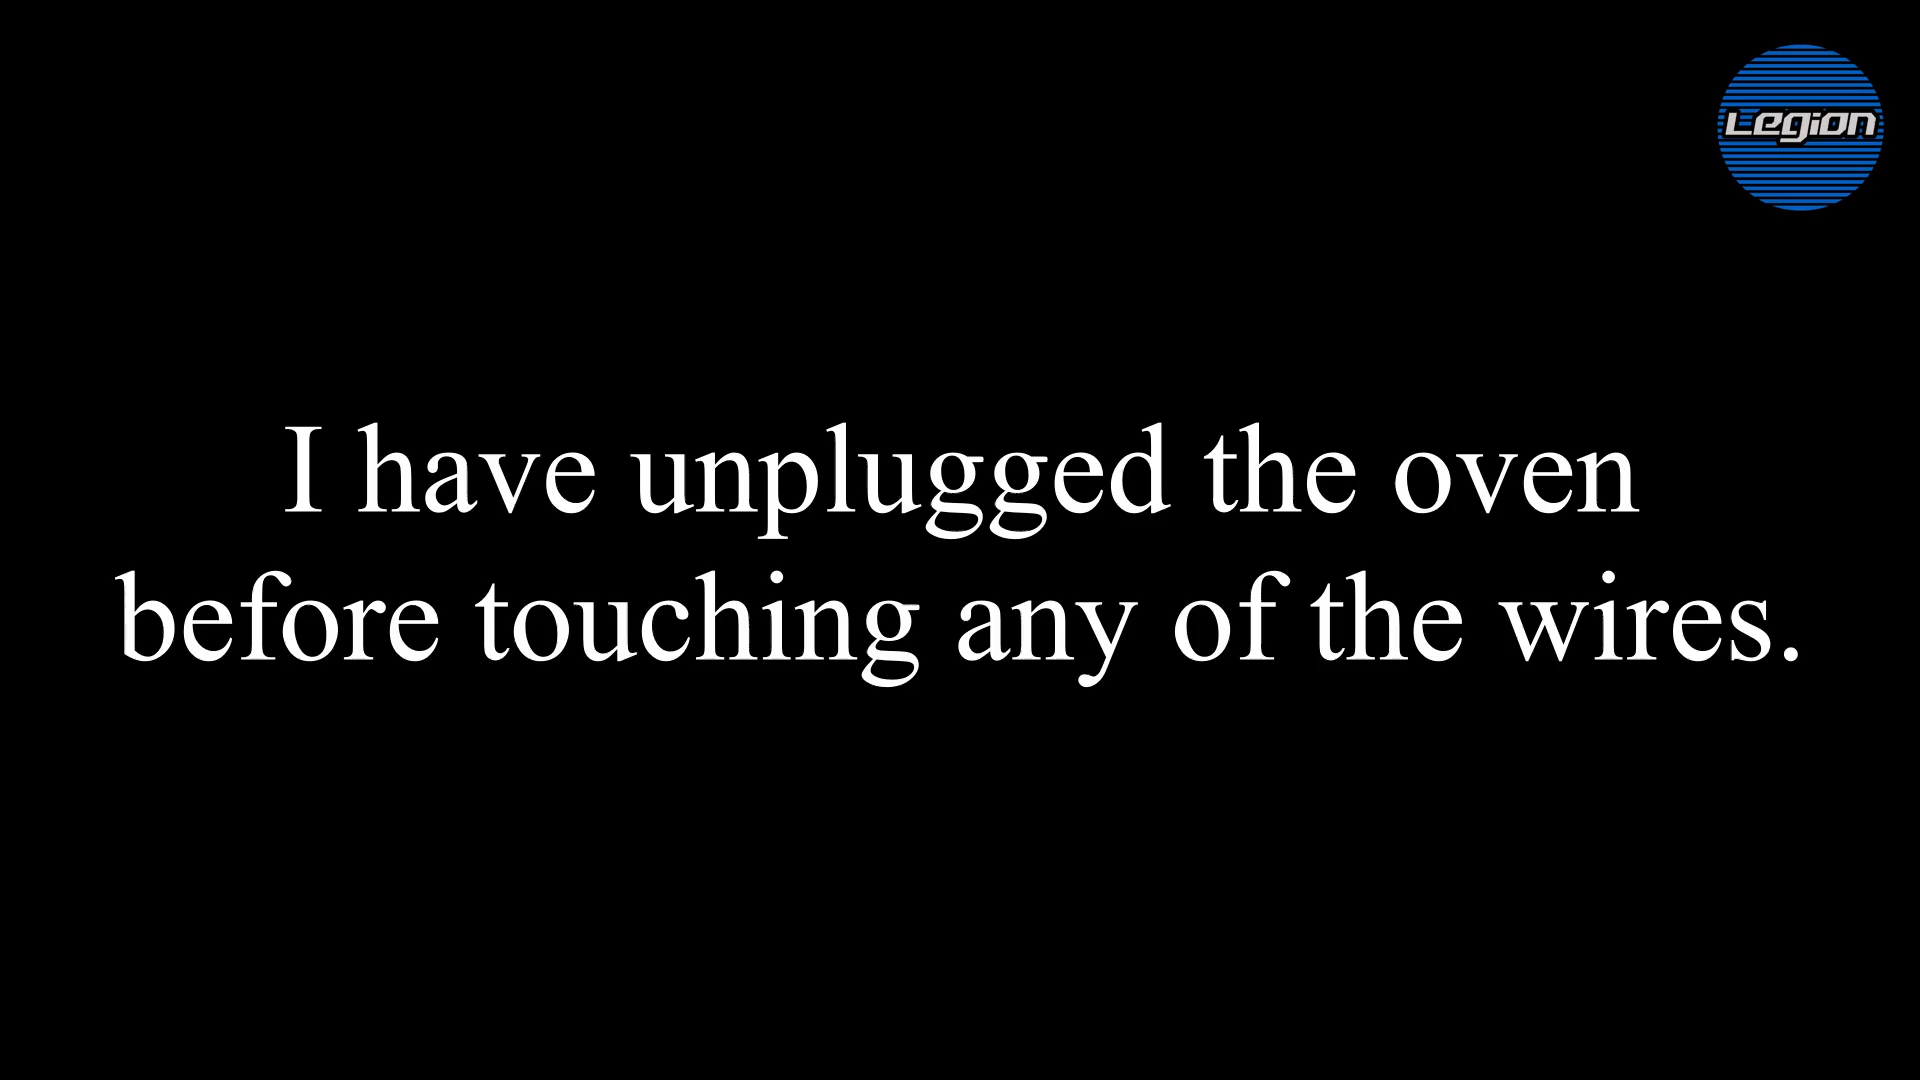 Legion
I have unplugged the oven
before touching any of the wires.